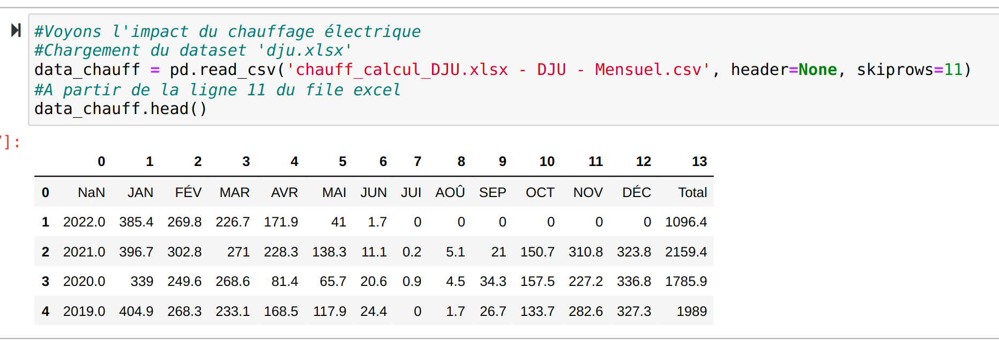 #Voyons l'impact du chauffage électrique
#Chargement du dataset 'dju.xlsx'
data_chauff = pd.read_csv('chauff_calcul_DJU.xlsx - DJU - Mensuel.csv', header=None, skiprows=11)
#A partir de la ligne 11 du file excel
data_chauff.head()
]:
0 1 2 3 4 5 6 7 8 9 10 11 12 13
0 NaN JAN FÉV MAR AVR MAI JUN JUI AOÛ SEP OCT NOV DÉC Total
1 2022.0 385.4 269.8 226.7 171.9 41 1.7 0 0 0 0 0 0 1096.4
2 2021.0 396.7 302.8 271 228.3 138.3 11.1 0.2 5.1 21 150.7 310.8 323.8 2159.4
3 2020.0 339 249.6 268.6 81.4 65.7 20.6 0.9 4.5 34.3 157.5 227.2 336.8 1785.9
4 2019.0 404.9 268.3 233.1 168.5 117.9 24.4 0 1.7 26.7 133.7 282.6 327.3 1989